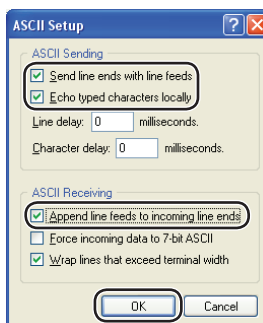 ASCII Setup
ASCII Sending
Send line ends with line feeds
Echo typed characters locally
Line delay: 0 milliseconds.
Character delay: 0 milliseconds.
ASCII Receiving
Append line feeds to incoming line ends
Force incoming data to 7-bit ASCII
Wrap lines that exceed terminal width
OK Cancel